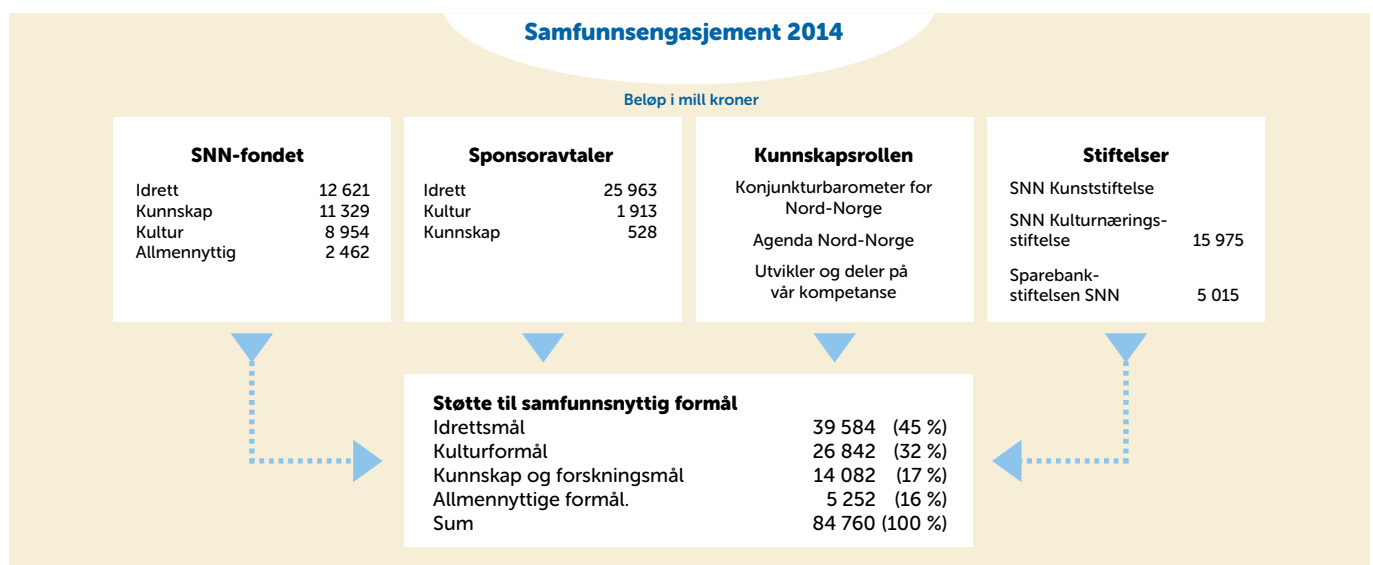 Samfunnsengasjement 2014
Beløp i mill kroner
SNN-fondet
Idrett 12 621
Kunnskap 11 329
Kultur 8 954
Allmennyttig 2 462
Sponsoravtaler
Idrett 25 963
Kultur 1 913
Kunnskap 528
Kunnskapsrollen
Konjunkturbarometer for
Nord-Norge
Agenda Nord-Norge
Utvikler og deler på
vår kompetanse
Stiftelser
SNN Kunststiftelse
SNN Kulturnærings-
stiftelse 15 975
Sparebank-
stiftelsen SNN 5 015
Støtte til samfunnsnyttig formål
Idrettsmål 39 584 (45 %)
Kulturformål 26 842 (32 %)
Kunnskap og forskningsmål 14 082 (17 %)
Allmennyttige formål. 5 252 (16 %)
Sum 84 760 (100 %)